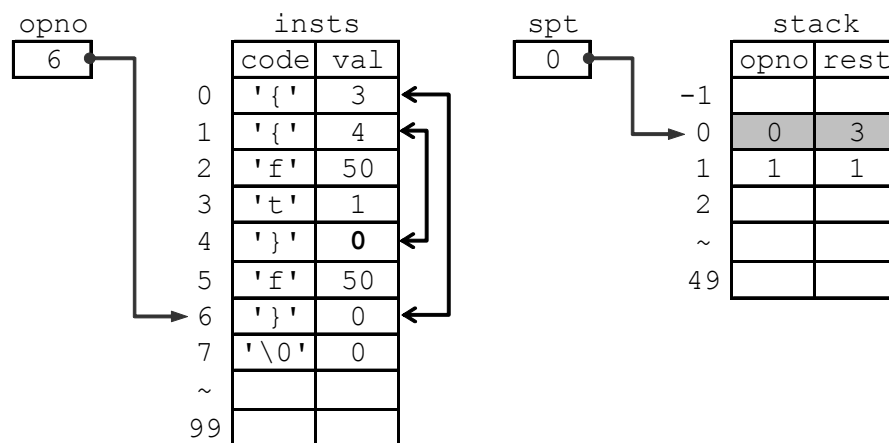 opno insts spt stack
6 code val 0 opno rest
0 '{' 3 -1
1 '{' 4 0 0 3
2 'f' 50 1 1 1
3 't' 1 2
4 '}' 0 ~
5 'f' 50 49
6 '}' 0
7 '\0' 0
~
99